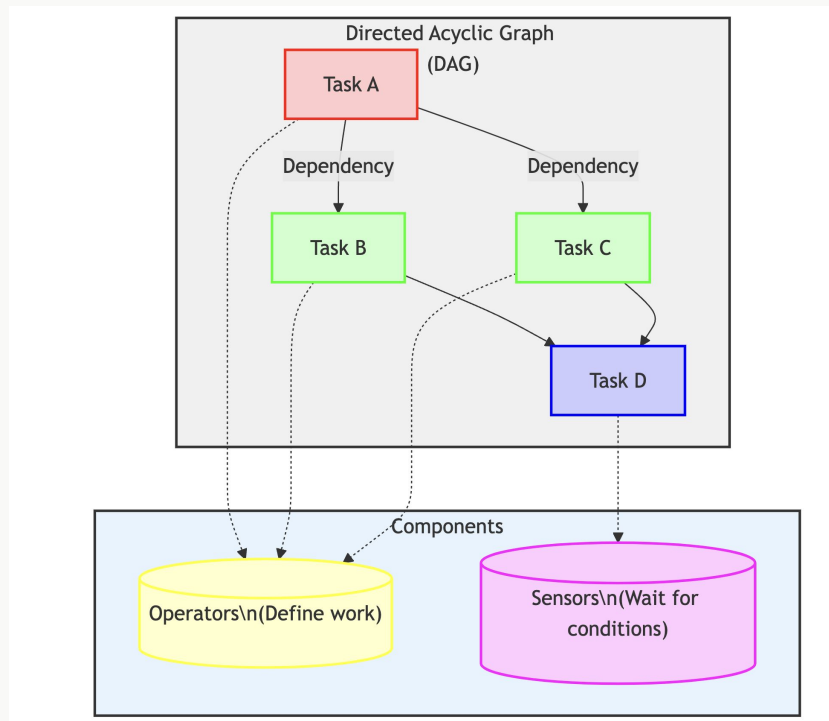 Directed Acyclic Graph
(DAG)
Task A
Dependency
Dependency
Task B
Task C
Task D
Components
Operators\n(Define work)
Sensors\n(Wait for
conditions)